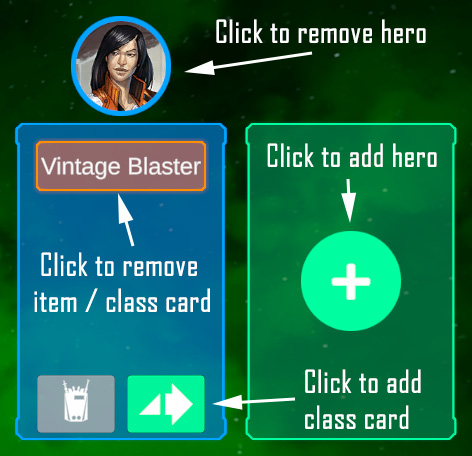 Click to remove hero
Vintage Blaster
Click to add hero
Click to remove
item / class card
Click to add
class card